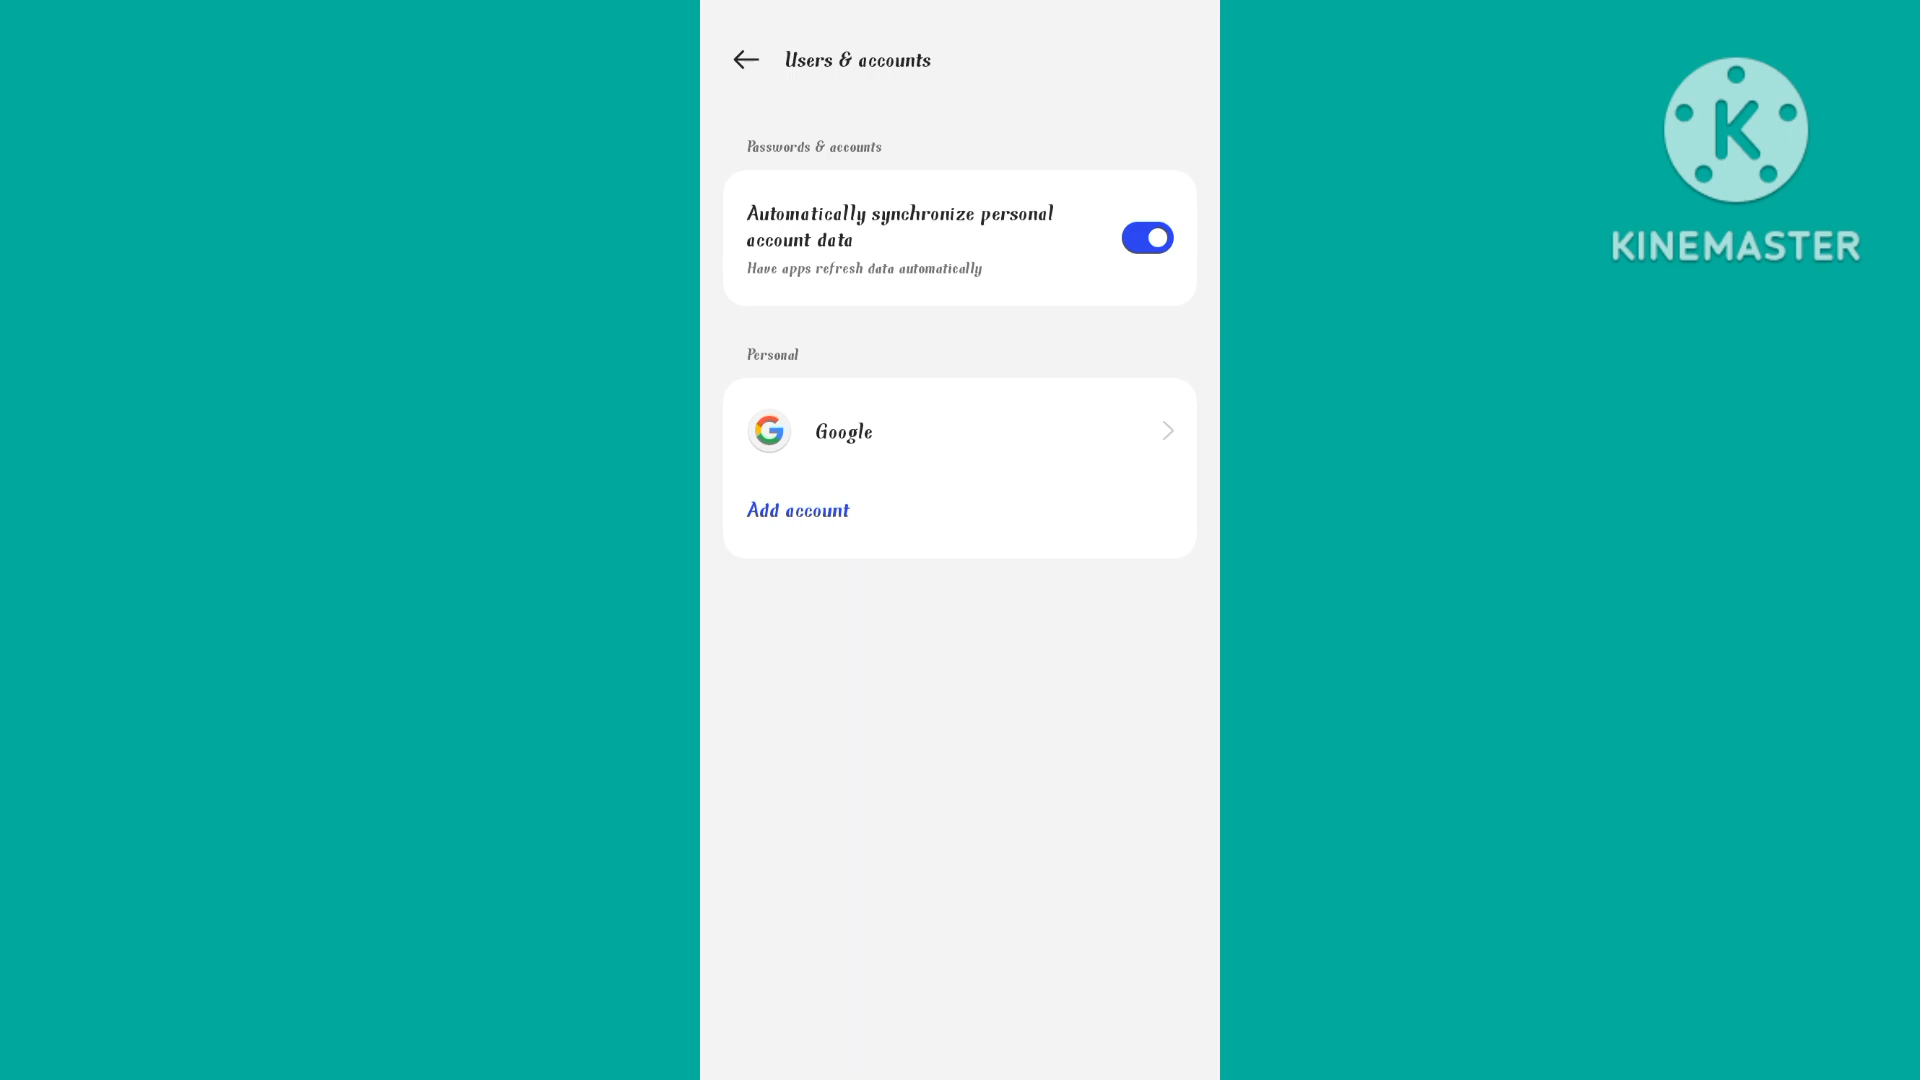 Users & accounts
Passwords & accounts
Automatically synchronize personal
account data
Have apps refresh data automatically
Personal
Google
Add account
K
KINEMASTER